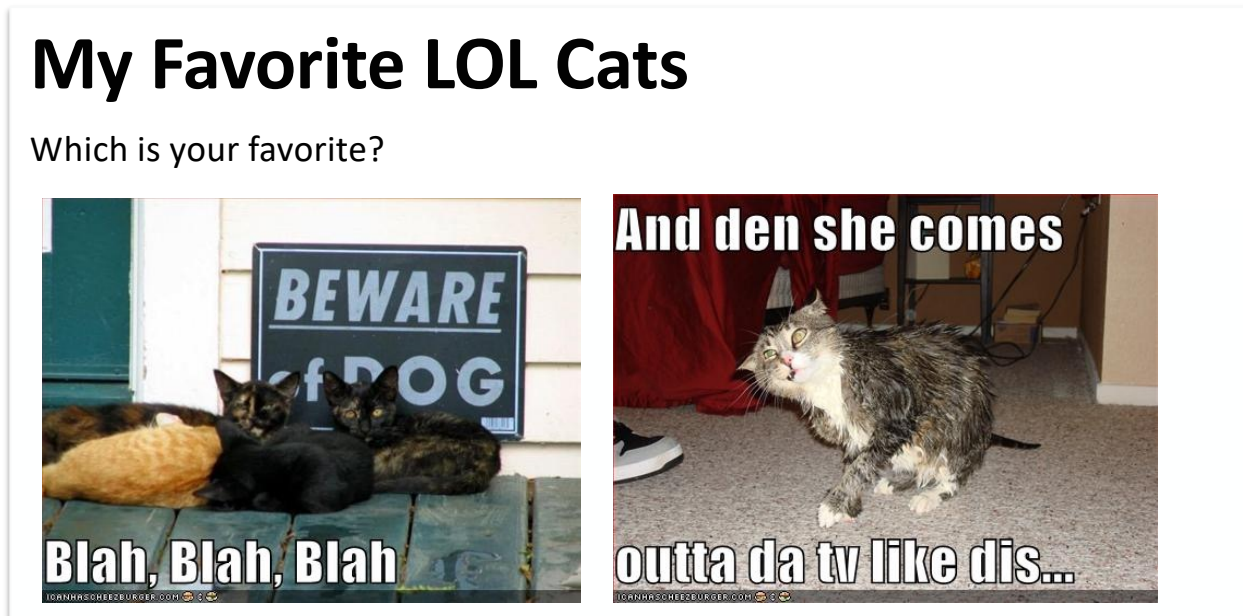 My Favorite LOL Cats
Which is your favorite?
BEWARE
of DOG
Blah, Blah, Blah
ICANHASCHEEZBURGER.COM
And den she comes
outta da tv like dis...
ICANHASCHEEZBURGER.COM